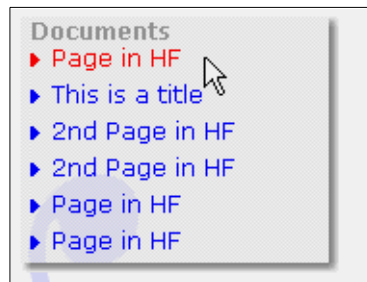 Documents
Page in HF
This is a title
2nd Page in HF
2nd Page in HF
Page in HF
Page in HF